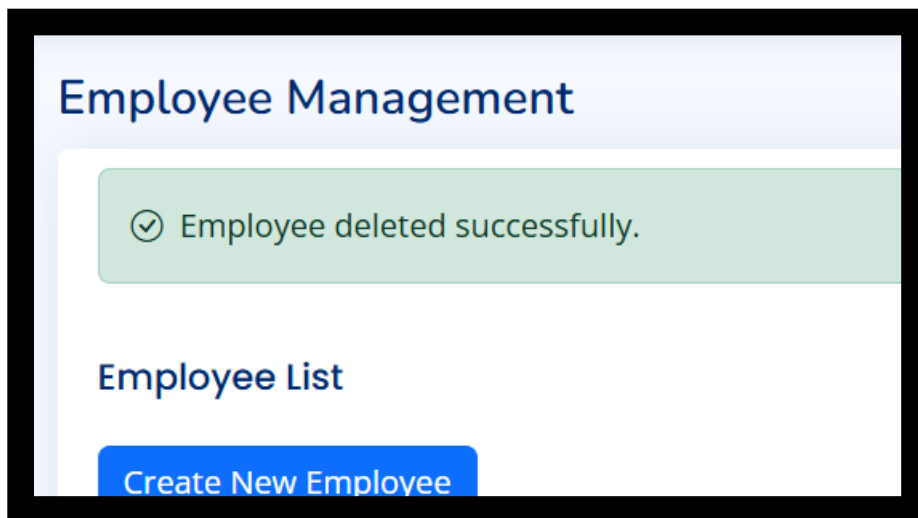 Employee Management
Employee deleted successfully.
Employee List
Create New Employee